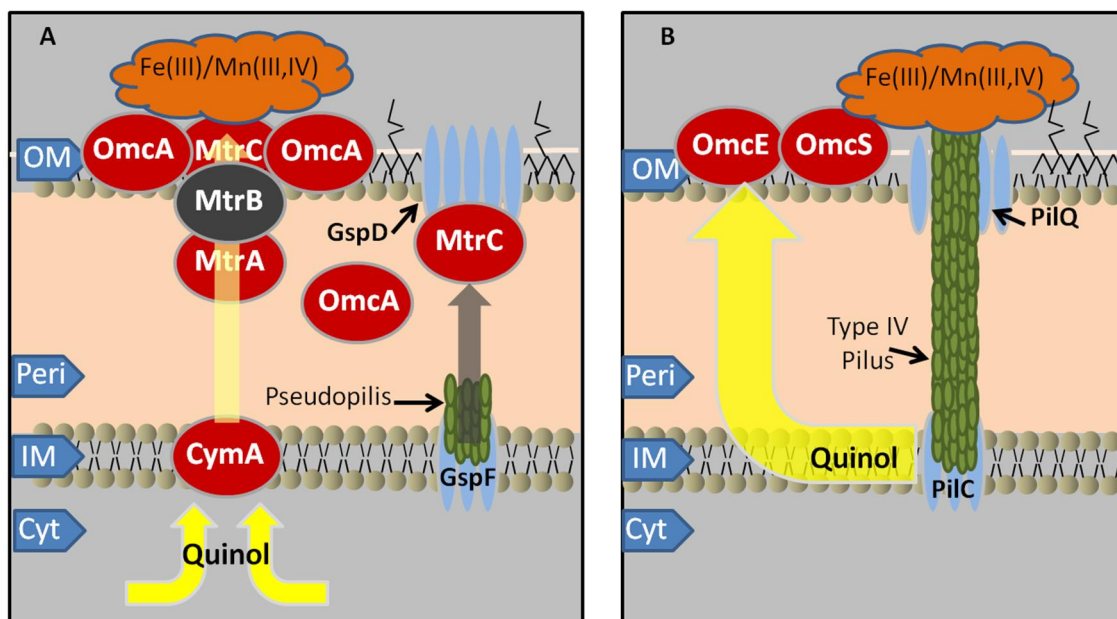 A
Fe(III)/Mn(III,IV)
OmcA
MtrC
OmcA
OM
MtrB
GspD
MtrC
MtrA
OmcA
Peri
Pseudopilis
IM
CymA
GspF
Cyt
Quinol
B
Fe(III)/Mn(III,IV)
OmcE
OmcS
OM
PilQ
Type IV
Pilus
Peri
IM
Quinol
PilC
Cyt